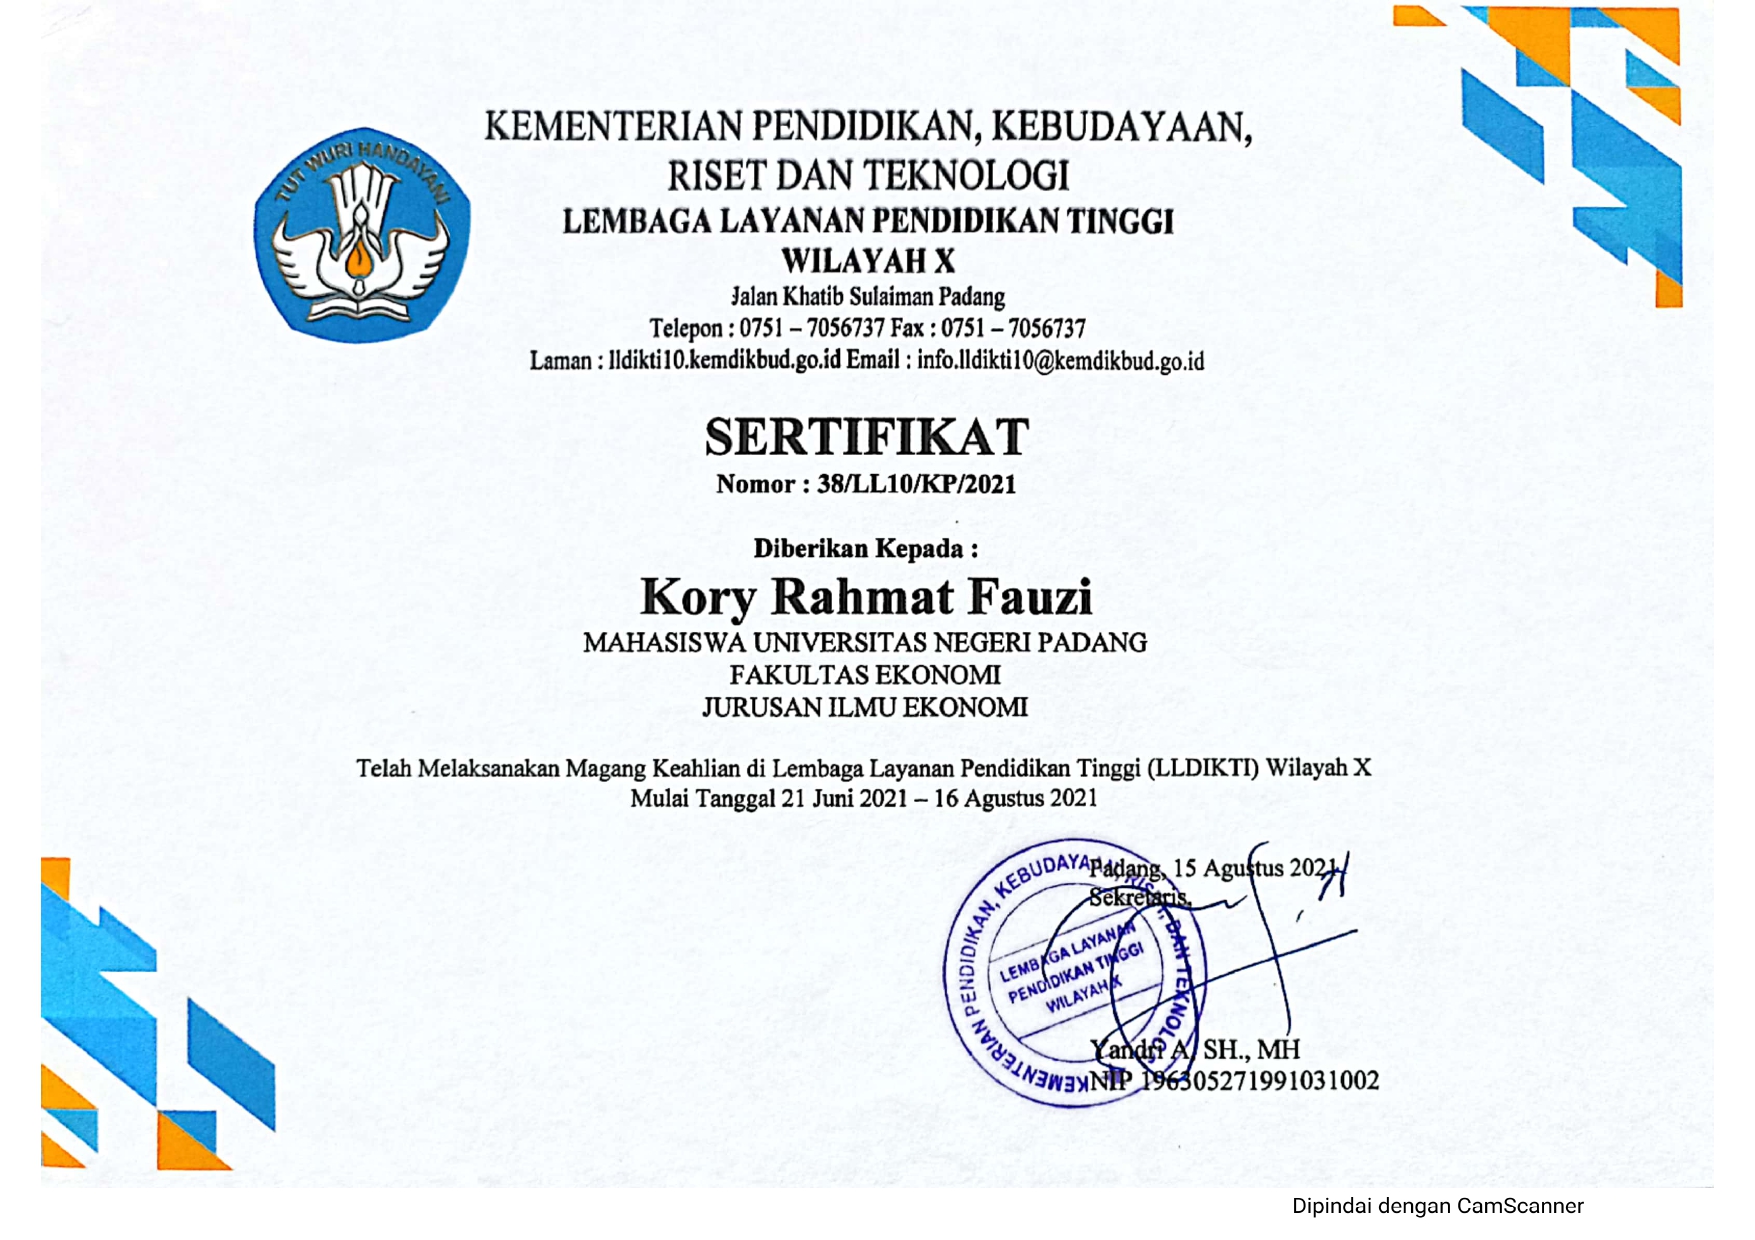 TUT WURI HANDAYANI
KEMENTERIAN PENDIDIKAN, KEBUDAYAAN,
RISET DAN TEKNOLOGI
LEMBAGA LAYANAN PENDIDIKAN TINGGI
WILAYAH X
Jalan Khatib Sulaiman Padang
Telepon : 0751 – 7056737 Fax : 0751 – 7056737
Laman : lldikti10.kemdikbud.go.id Email : info.lldikti10@kemdikbud.go.id
SERTIFIKAT
Nomor : 38/LL10/KP/2021
Diberikan Kepada :
Kory Rahmat Fauzi
MAHASISWA UNIVERSITAS NEGERI PADANG
FAKULTAS EKONOMI
JURUSAN ILMU EKONOMI
Telah Melaksanakan Magang Keahlian di Lembaga Layanan Pendidikan Tinggi (LLDIKTI) Wilayah X
Mulai Tanggal 21 Juni 2021 – 16 Agustus 2021
Padang, 15 Agustus 2021
Sekretaris,
KEMENTERIAN PENDIDIKAN, KEBUDAYAAN, DAN TEKNOLOGI
LEMBAGA LAYANAN
PENDIDIKAN TINGGI
WILAYAH X
Yandri A, SH., MH
NIP 196305271991031002
Dipindai dengan CamScanner